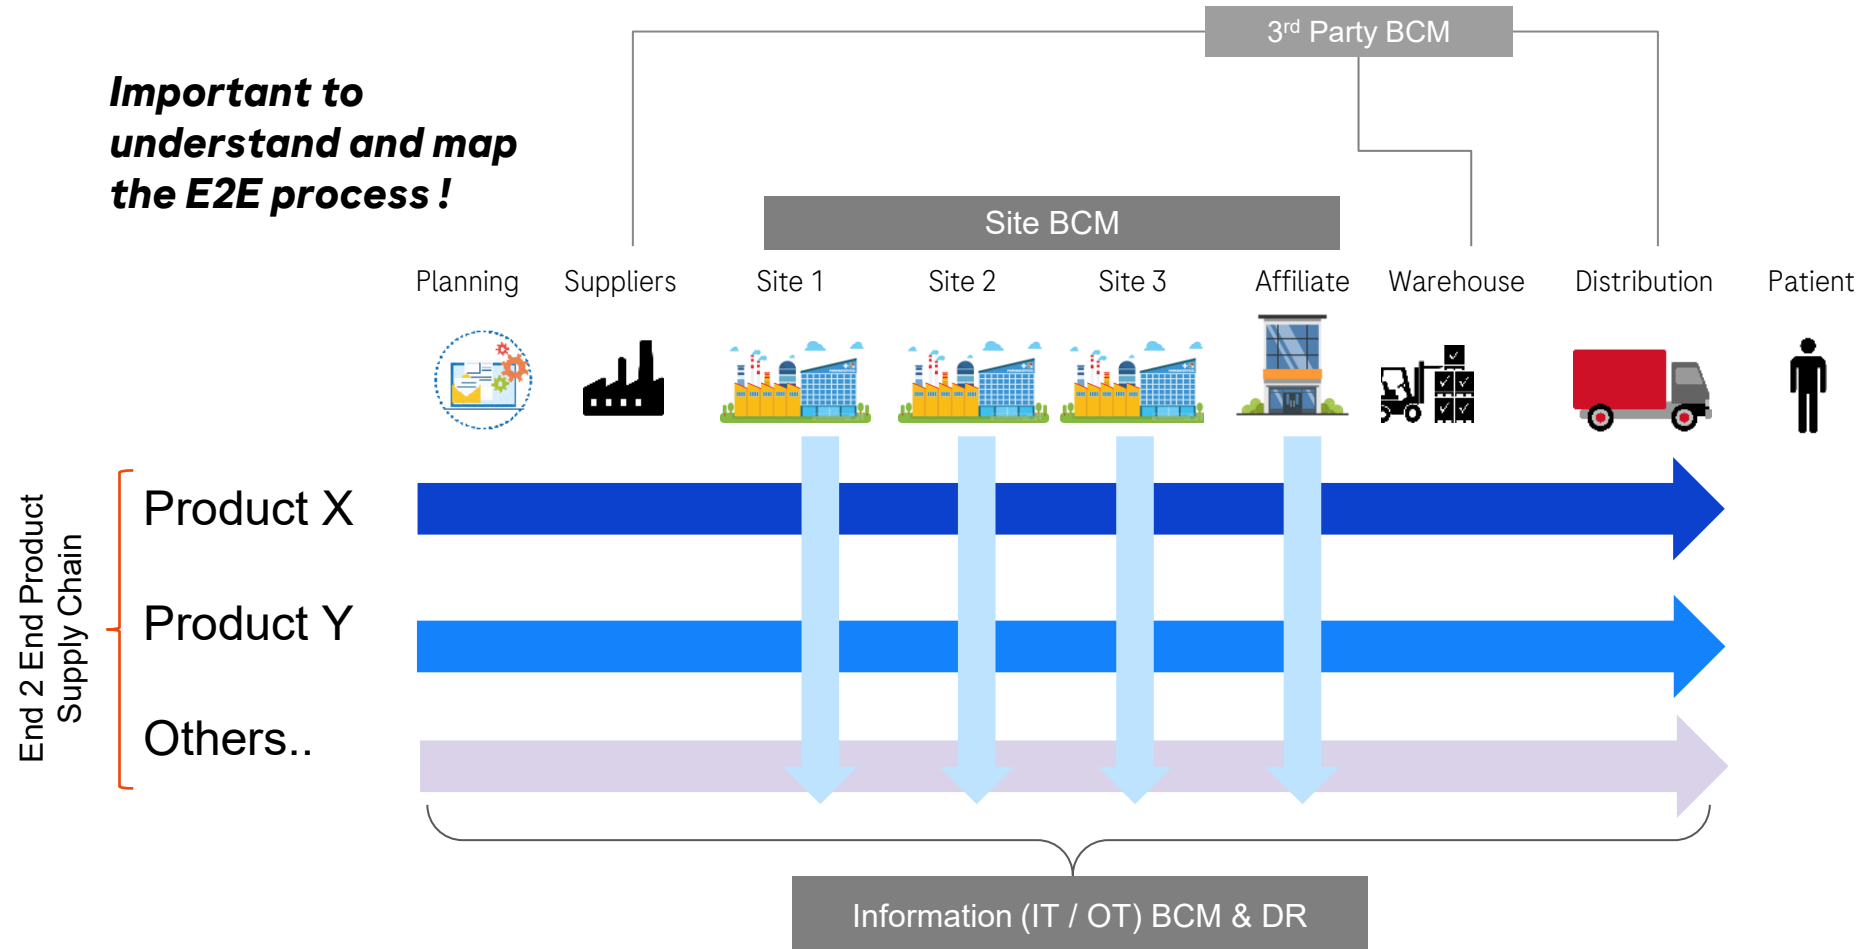 3rd Party BCM
Important to
understand and map
the E2E process !
Site BCM
Planning
Suppliers
Site 1
Site 2
Site 3
Affiliate
Warehouse
Distribution
Patient
End 2 End Product
Supply Chain
Product X
Product Y
Others..
Information (IT / OT) BCM & DR